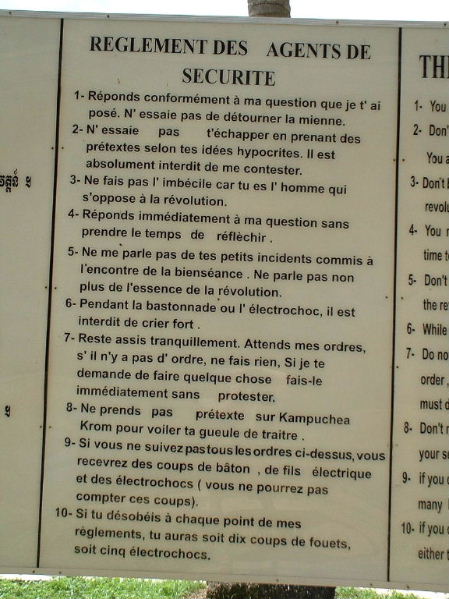 REGLEMENT DES AGENTS DE
SECURITE
1- Réponds conformément à ma question que je t' ai
posé. N' essaie pas de détourner la mienne.
2- N' essaie pas t'échapper en prenant des
prétextes selon tes idées hypocrites. Il est
absolument interdit de me contester.
3- Ne fais pas l' imbécile car tu es l' homme qui
s'oppose à la révolution.
4- Réponds immédiatement à ma question sans
prendre le temps de réflèchir .
5- Ne me parle pas de tes petits incidents commis à
l'encontre de la bienséance . Ne parle pas non
plus de l'essence de la révolution.
6- Pendant la bastonnade ou l' électrochoc, il est
interdit de crier fort .
7- Reste assis tranquillement. Attends mes ordres,
s' il n'y a pas d' ordre, ne fais rien, Si je te
demande de faire quelque chose fais-le
immédiatement sans protester.
8- Ne prends pas prétexte sur Kampuchea
Krom pour voiler ta gueule de traitre .
9- Si vous ne suivez pas tous les ordres ci-dessus, vous
recevrez des coups de bâton , de fils électrique
et des électrochocs ( vous ne pourrez pas
compter ces coups).
10- Si tu désobéis à chaque point de mes
règlements, tu auras soit dix coups de fouets,
soit cinq électrochocs.
TH
1- You
2- Don'
You a
3- Don't
revolu
4- You
time t
5- Don't
the re
6- While
7- Do no
order ,
must d
8- Don't
your s
9- if you
many
10- if you
either t